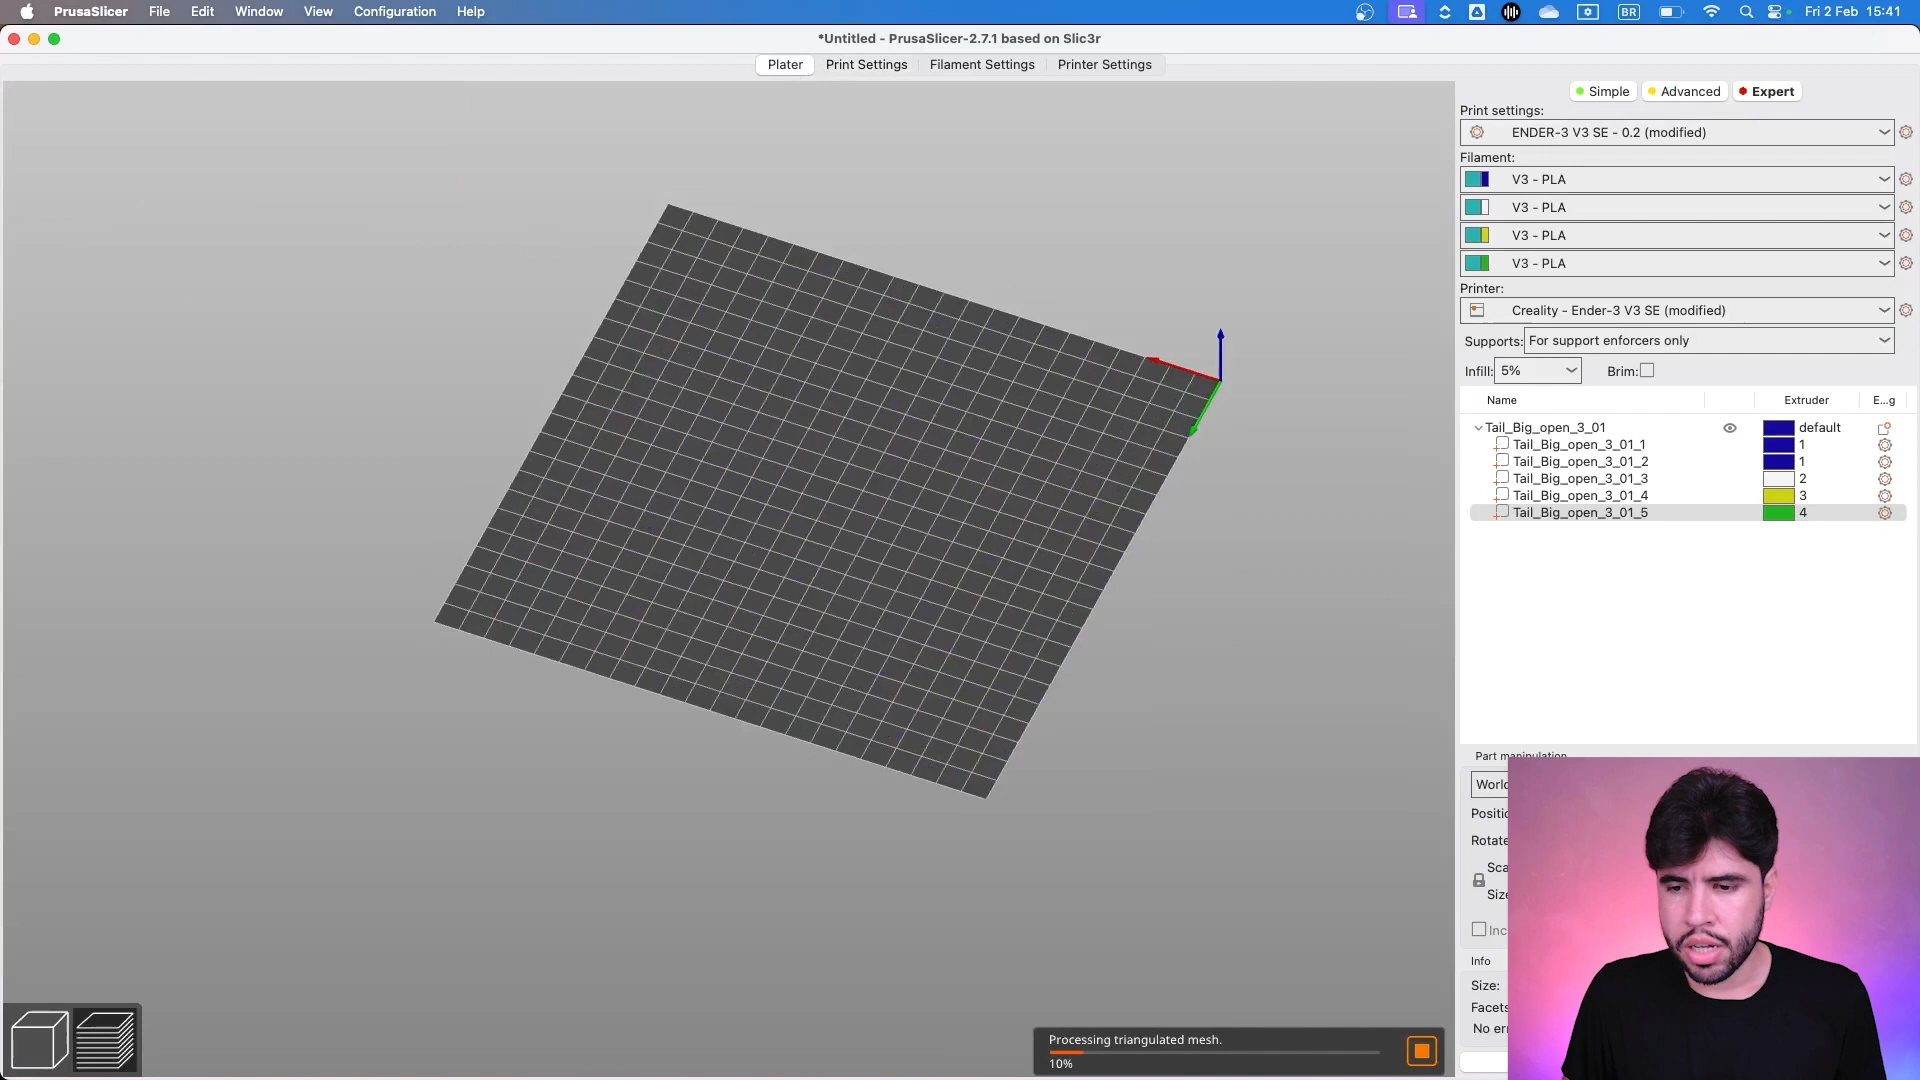 PrusaSlicer File Edit Window View Configuration Help
BR
Fri 2 Feb 15:41
*Untitled - PrusaSlicer-2.7.1 based on Slic3r
Plater Print Settings Filament Settings Printer Settings
Simple Advanced Expert
Print settings:
ENDER-3 V3 SE - 0.2 (modified)
Filament:
V3 - PLA
V3 - PLA
V3 - PLA
V3 - PLA
Printer:
Creality - Ender-3 V3 SE (modified)
Supports: For support enforcers only
Infill: 5% Brim:
Name Extruder E...g
Tail_Big_open_3_01 default
Tail_Big_open_3_01_1 1
Tail_Big_open_3_01_2 1
Tail_Big_open_3_01_3 2
Tail_Big_open_3_01_4 3
Tail_Big_open_3_01_5 4
Part manipulation
Size:
Info
Processing triangulated mesh.
10%